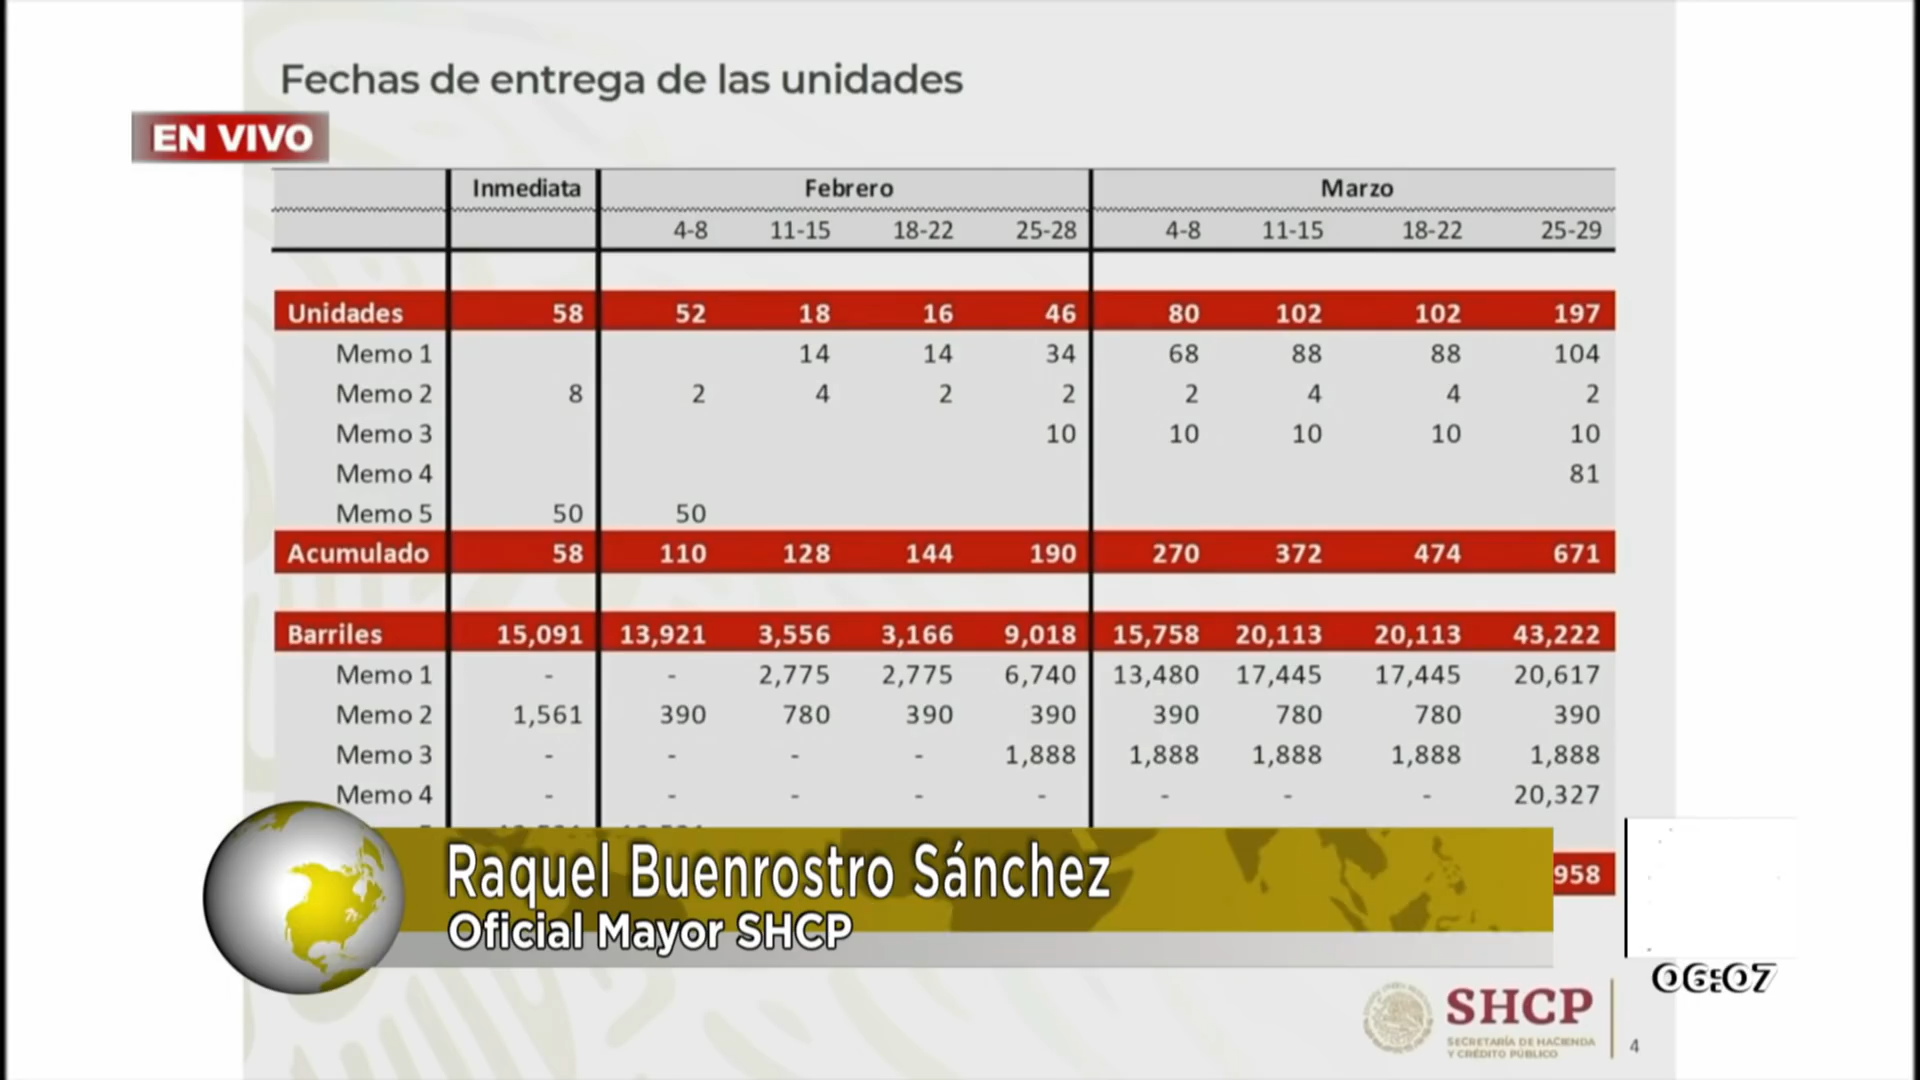 Fechas de entrega de las unidades
EN VIVO
Inmediata Febrero Marzo
4-8 11-15 18-22 25-28 4-8 11-15 18-22 25-29
Unidades 58 52 18 16 46 80 102 102 197
Memo 1 14 14 34 68 88 88 104
Memo 2 8 2 4 2 2 2 4 4 2
Memo 3 10 10 10 10 10
Memo 4 81
Memo 5 50 50
Acumulado 58 110 128 144 190 270 372 474 671
Barriles 15,091 13,921 3,556 3,166 9,018 15,758 20,113 20,113 43,222
Memo 1 - - 2,775 2,775 6,740 13,480 17,445 17,445 20,617
Memo 2 1,561 390 780 390 390 390 780 780 390
Memo 3 - - - - 1,888 1,888 1,888 1,888 1,888
Memo 4 - - - - - - - - 20,327
958
Raquel Buenrostro Sánchez
Oficial Mayor SHCP
06:07
SHCP
SECRETARÍA DE HACIENDA
Y CRÉDITO PÚBLICO
4